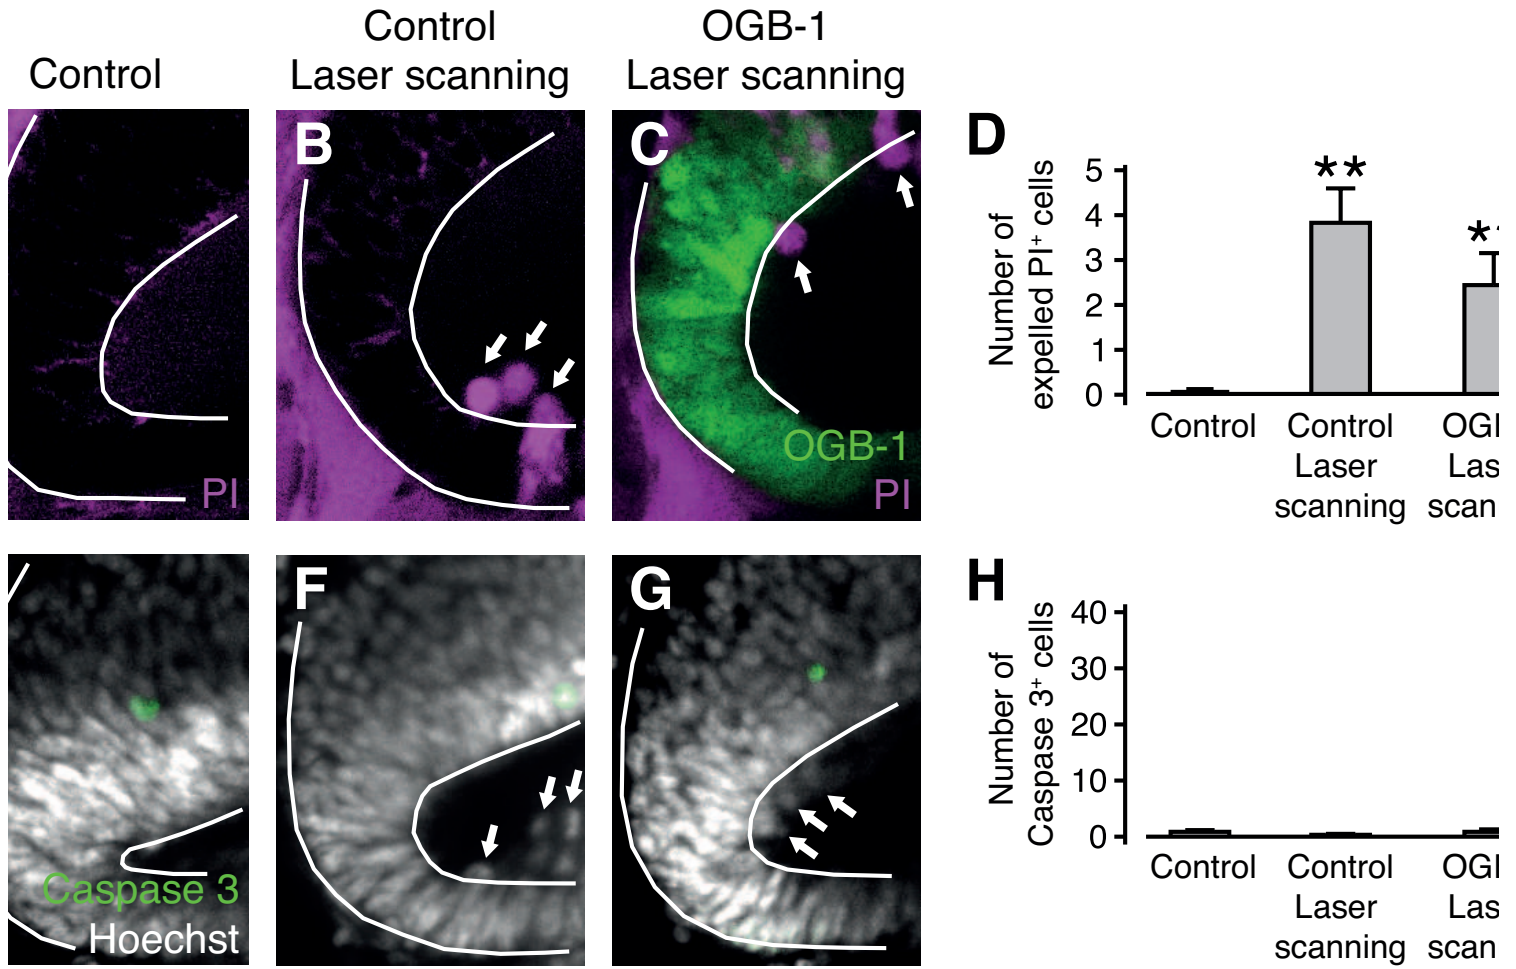 Control
Control
Laser scanning
OGB-1
Laser scanning
PI
B
C
OGB-1
PI
D
Number of
expelled PI+ cells
5
4
3
2
1
0
**
*
Control
Control
Laser
scanning
Caspase 3
Hoechst
F
G
H
Number of
Caspase 3+ cells
40
30
20
10
0
Control
Control
Laser
scanning